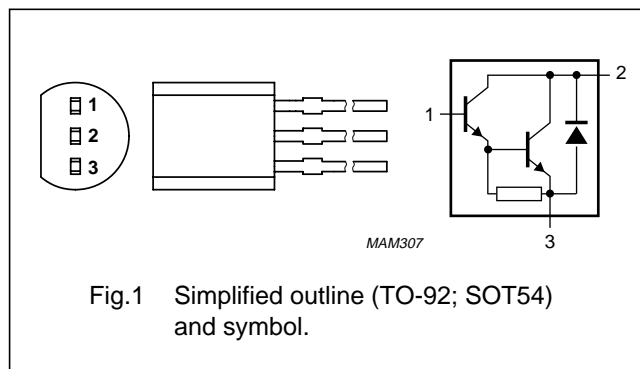 1
2
3
1
2
3
MAM307
Fig.1 Simplified outline (TO-92; SOT54)
and symbol.